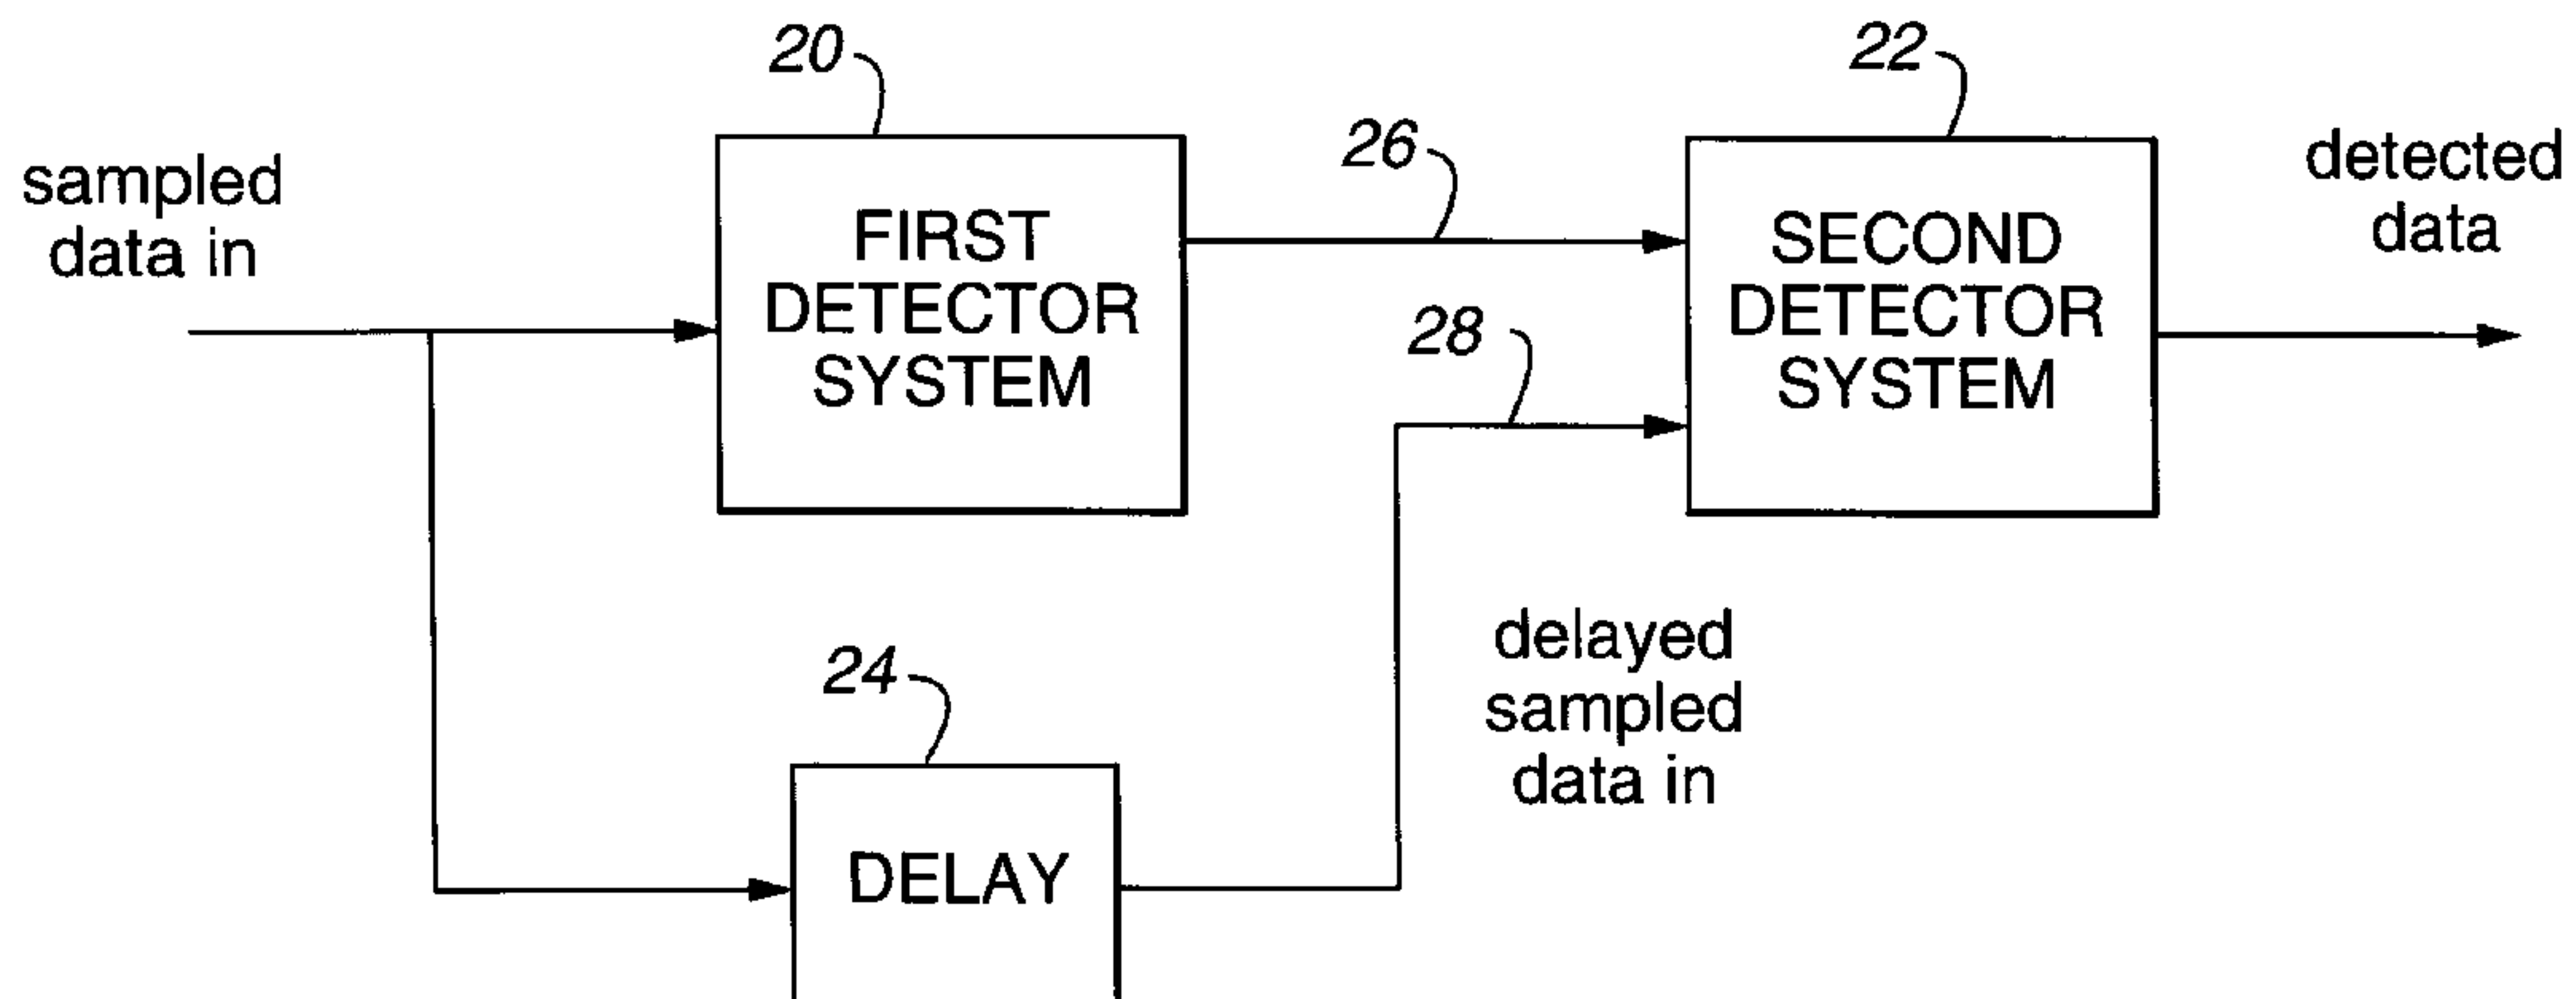 20
22
sampled
data in
26
detected
data
FIRST
DETECTOR
SYSTEM
SECOND
DETECTOR
SYSTEM
28
24
delayed
sampled
data in
DELAY